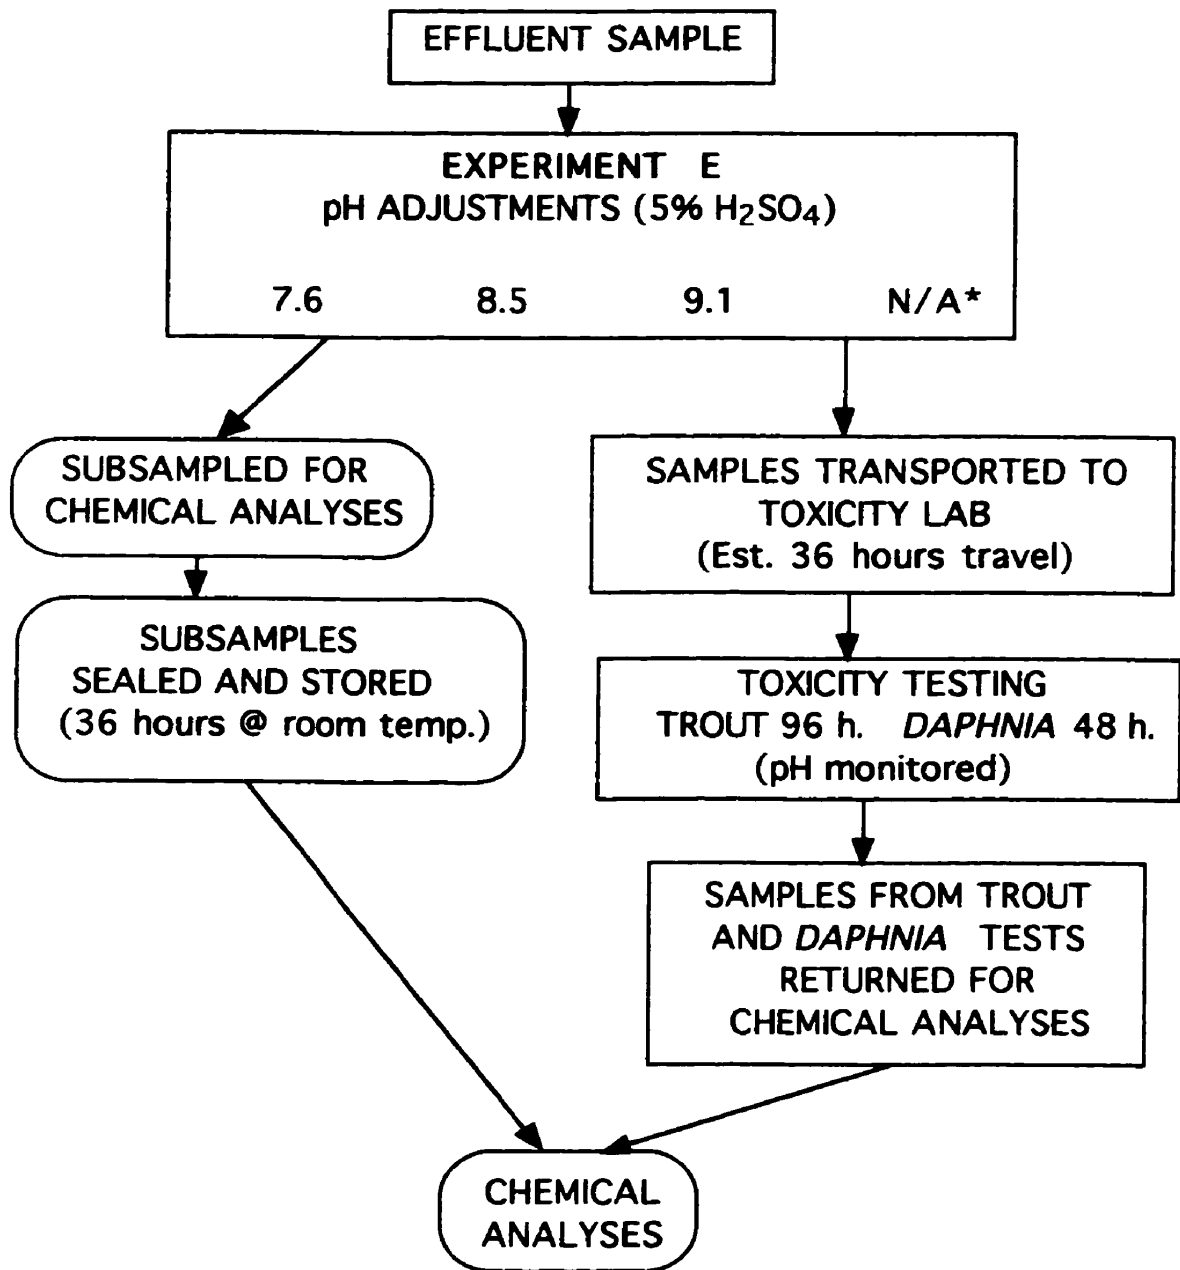 EFFLUENT SAMPLE
EXPERIMENT E
pH ADJUSTMENTS (5% H₂SO₄)
7.6 8.5 9.1 N/A*
SUBSAMPLED FOR
CHEMICAL ANALYSES
SUBSAMPLES
SEALED AND STORED
(36 hours @ room temp.)
SAMPLES TRANSPORTED TO
TOXICITY LAB
(Est. 36 hours travel)
TOXICITY TESTING
TROUT 96 h. DAPHNIA 48 h.
(pH monitored)
SAMPLES FROM TROUT
AND DAPHNIA TESTS
RETURNED FOR
CHEMICAL ANALYSES
CHEMICAL
ANALYSES